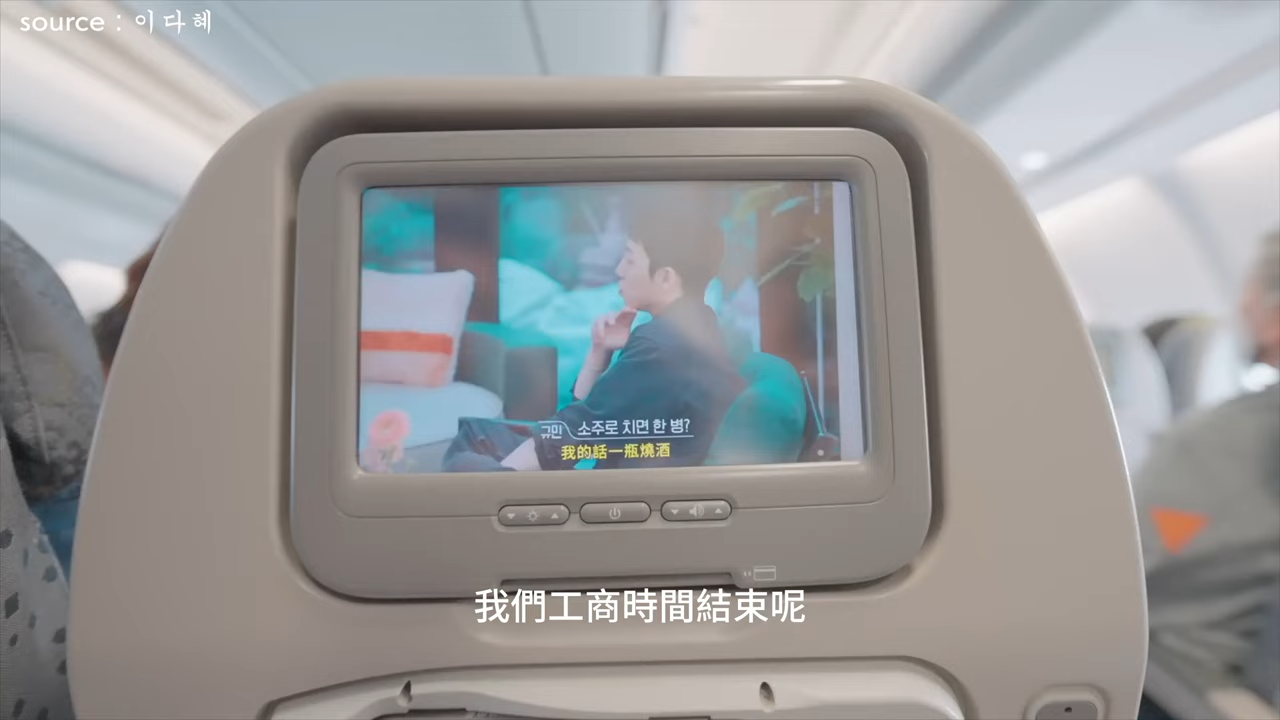 source : 이다혜
규민 소주로 치면 한 병?
我的話一瓶燒酒
我們工商時間結束呢